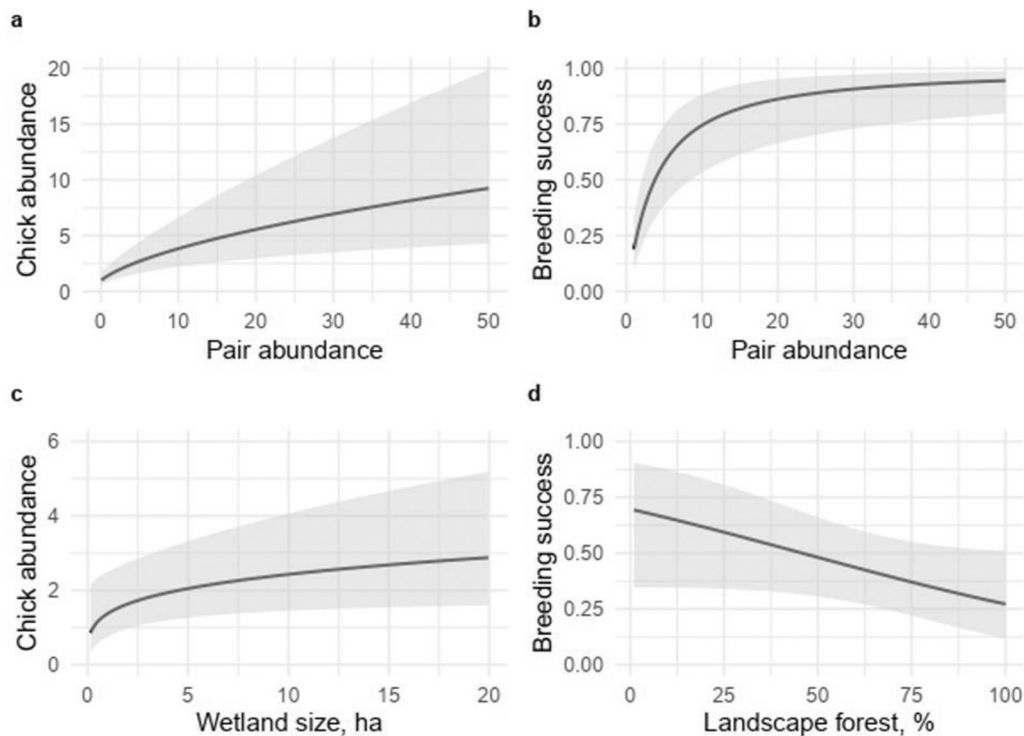 a
Chick abundance
20
15
10
5
0
0 10 20 30 40 50
Pair abundance
b
Breeding success
1.00
0.75
0.50
0.25
0.00
0 10 20 30 40 50
Pair abundance
c
Chick abundance
6
4
2
0
0 5 10 15 20
Wetland size, ha
d
Breeding success
1.00
0.75
0.50
0.25
0.00
0 25 50 75 100
Landscape forest, %